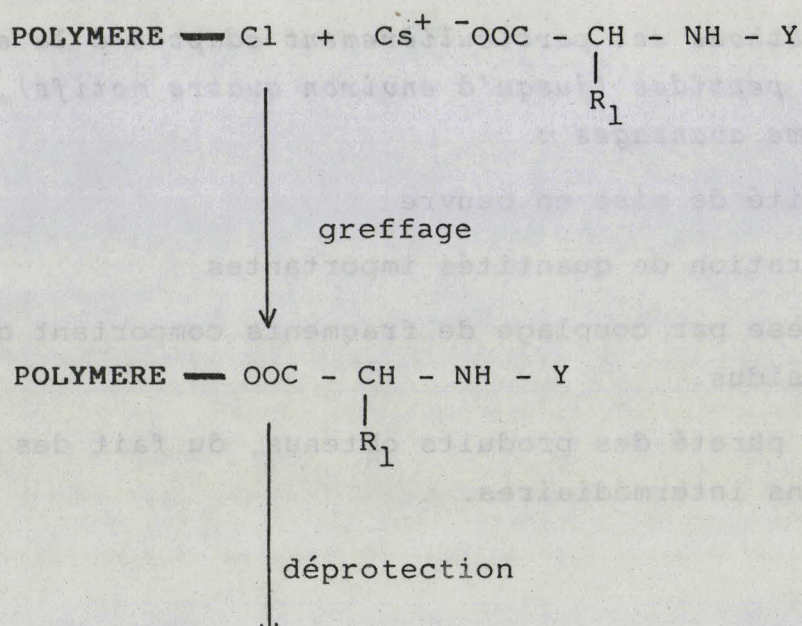 POLYMERE — Cl + Cs+ -OOC - CH - NH - Y
R1
greffage
POLYMERE — OOC - CH - NH - Y
R1
déprotection